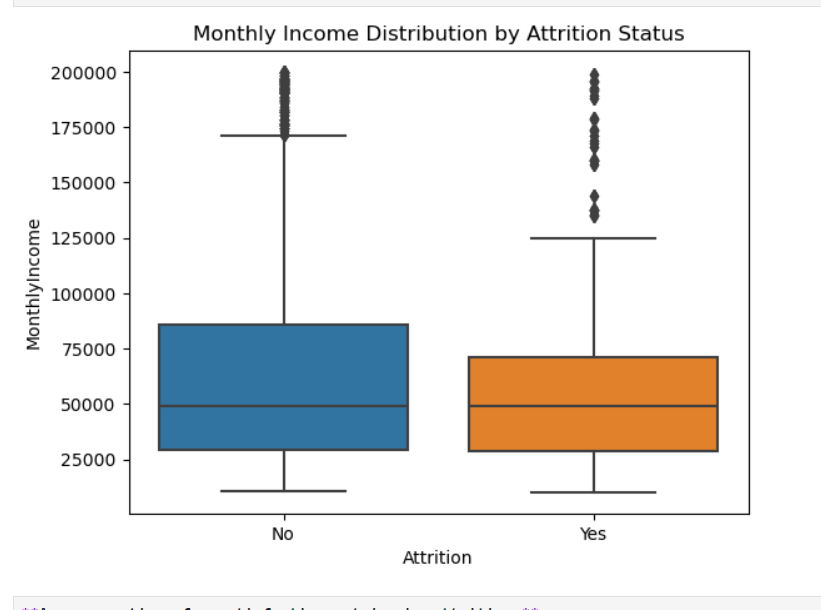 Monthly Income Distribution by Attrition Status
200000
175000
150000
125000
100000
75000
50000
25000
MonthlyIncome
No
Yes
Attrition